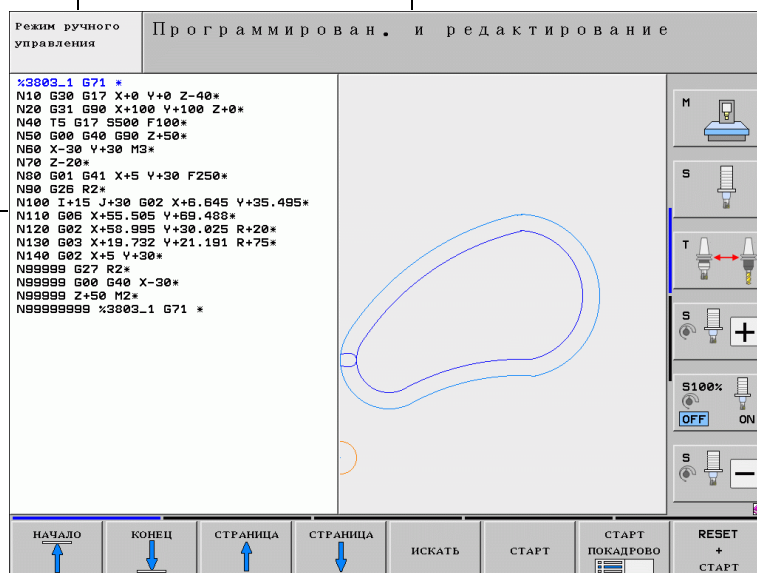 Режим ручного
управления
Программирован. и редактирование
%3803_1 G71 *
N10 G30 G17 X+0 Y+0 Z-40*
N20 G31 G90 X+100 Y+100 Z+0*
N40 T5 G17 S500 F100*
N50 G00 G40 G90 Z+50*
N60 X-30 Y+30 M3*
N70 Z-20*
N80 G01 G41 X+5 Y+30 F250*
N90 G26 R2*
N100 I+15 J+30 G02 X+6.645 Y+35.495*
N110 G06 X+55.505 Y+69.488*
N120 G02 X+58.995 Y+30.025 R+20*
N130 G03 X+19.732 Y+21.191 R+75*
N140 G02 X+5 Y+30*
N99999 G27 R2*
N99999 G00 G40 X-30*
N99999 Z+50 M2*
N99999999 %3803_1 G71 *
M
S
T
S
+
S100%
OFF ON
S
−
НАЧАЛО
КОНЕЦ
СТРАНИЦА
СТРАНИЦА
ИСКАТЬ
СТАРТ
СТАРТ
ПОКАДРОВО
RESET
+
СТАРТ